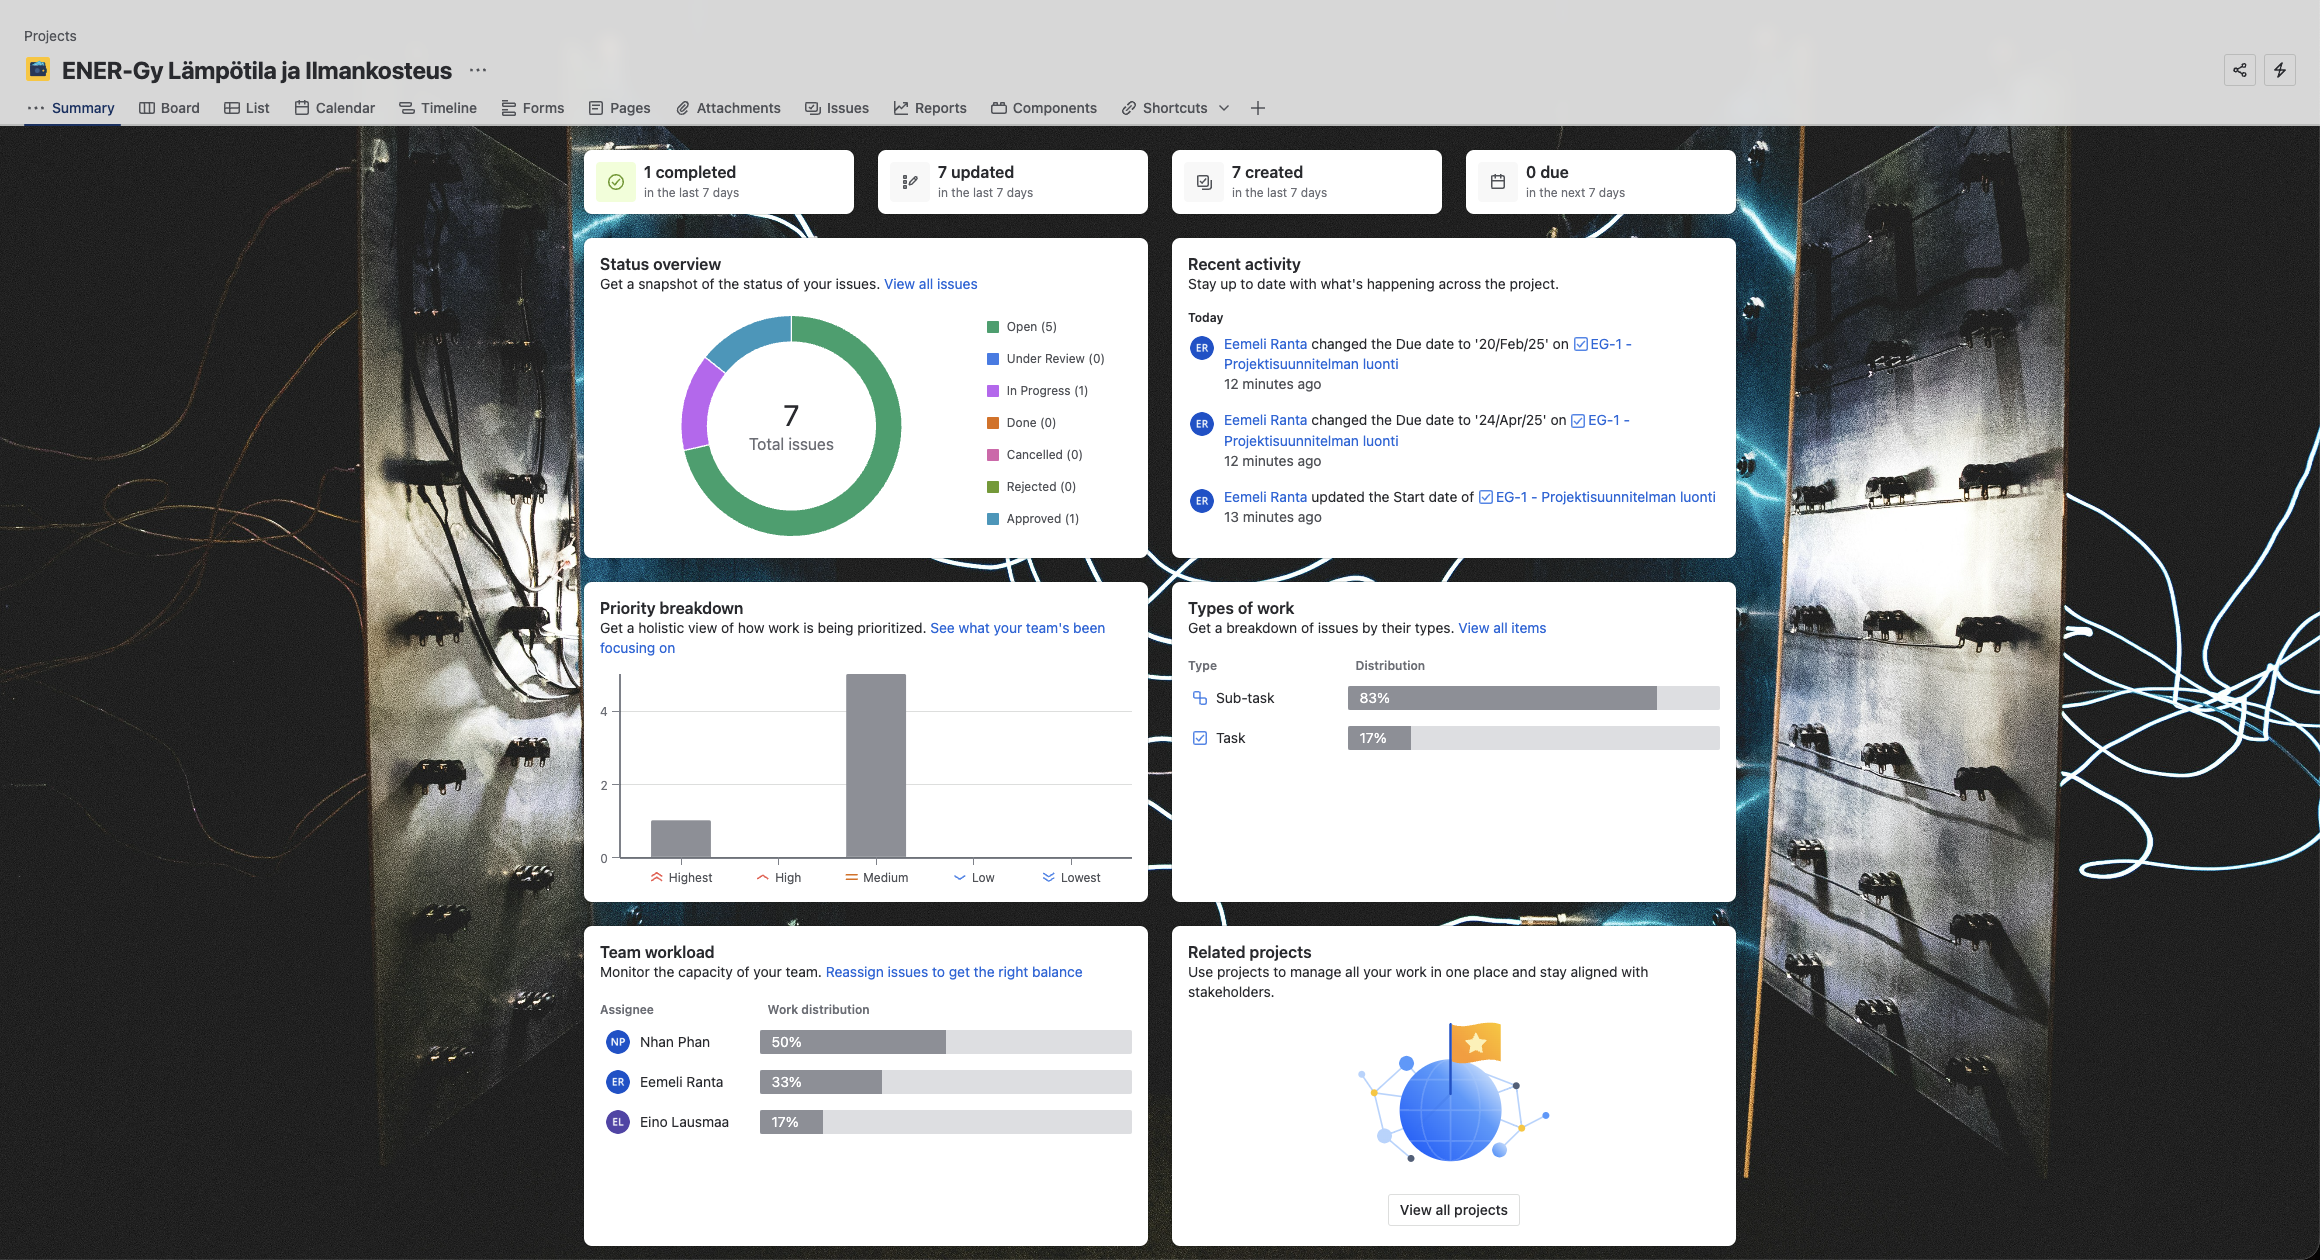 Projects
ENER-Gy Lämpötila ja Ilmankosteus
Summary Board List Calendar Timeline Forms Pages Attachments Issues Reports Components Shortcuts
1 completed
in the last 7 days
7 updated
in the last 7 days
7 created
in the last 7 days
0 due
in the next 7 days
Status overview
Get a snapshot of the status of your issues. View all issues
7
Total issues
Open (5)
Under Review (0)
In Progress (1)
Done (0)
Cancelled (0)
Rejected (0)
Approved (1)
Recent activity
Stay up to date with what's happening across the project.
Today
ER
Eemeli Ranta changed the Due date to '20/Feb/25' on EG-1 -
Projektisuunnitelman luonti
12 minutes ago
ER
Eemeli Ranta changed the Due date to '24/Apr/25' on EG-1 -
Projektisuunnitelman luonti
12 minutes ago
ER
Eemeli Ranta updated the Start date of EG-1 - Projektisuunnitelman luonti
13 minutes ago
Priority breakdown
Get a holistic view of how work is being prioritized. See what your team's been
focusing on
4
2
0
Highest High Medium Low Lowest
Types of work
Get a breakdown of issues by their types. View all items
Type Distribution
Sub-task 83%
Task 17%
Team workload
Monitor the capacity of your team. Reassign issues to get the right balance
Assignee Work distribution
NP Nhan Phan 50%
ER Eemeli Ranta 33%
EL Eino Lausmaa 17%
Related projects
Use projects to manage all your work in one place and stay aligned with
stakeholders.
View all projects